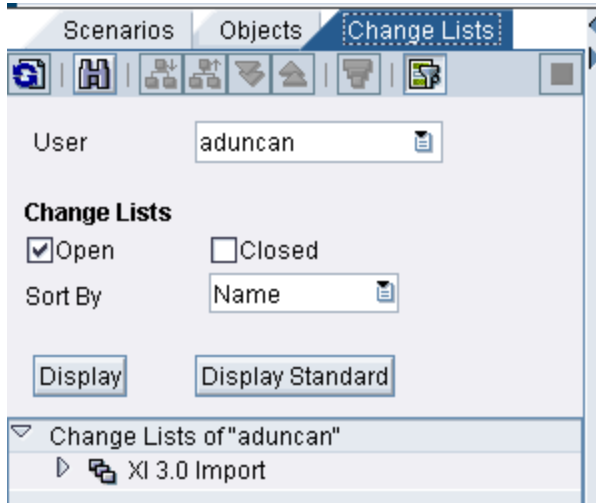 Scenarios Objects Change Lists
User aduncan
Change Lists
Open Closed
Sort By Name
Display Display Standard
Change Lists of "aduncan"
XI 3.0 Import